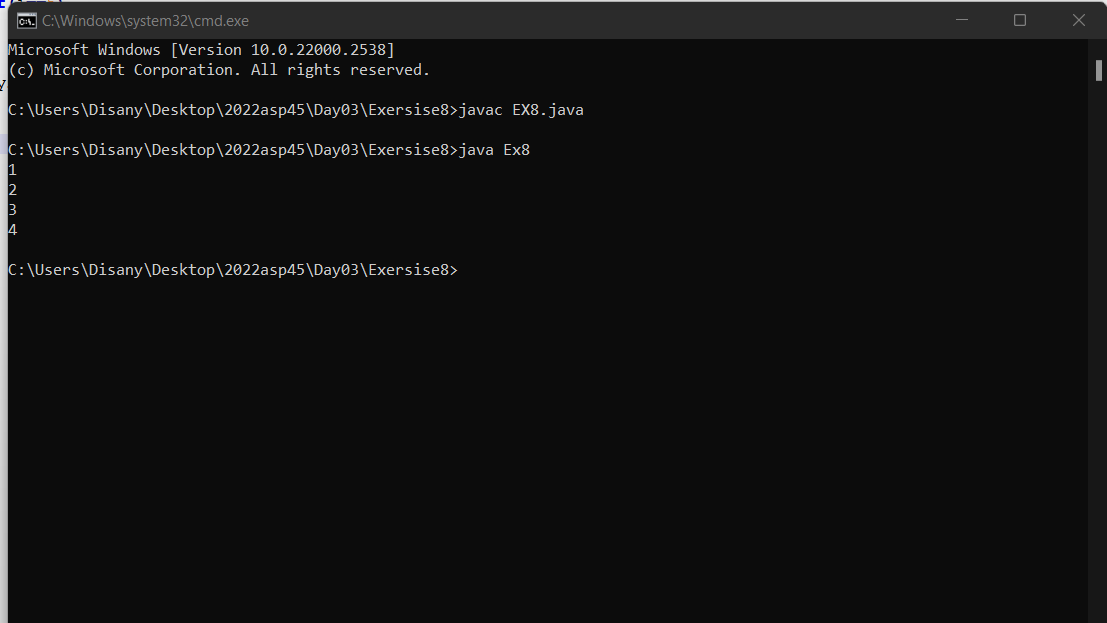 C:\Windows\system32\cmd.exe
Microsoft Windows [Version 10.0.22000.2538]
(c) Microsoft Corporation. All rights reserved.
C:\Users\Disany\Desktop\2022asp45\Day03\Exersise8>javac EX8.java
C:\Users\Disany\Desktop\2022asp45\Day03\Exersise8>java Ex8
1
2
3
4
C:\Users\Disany\Desktop\2022asp45\Day03\Exersise8>